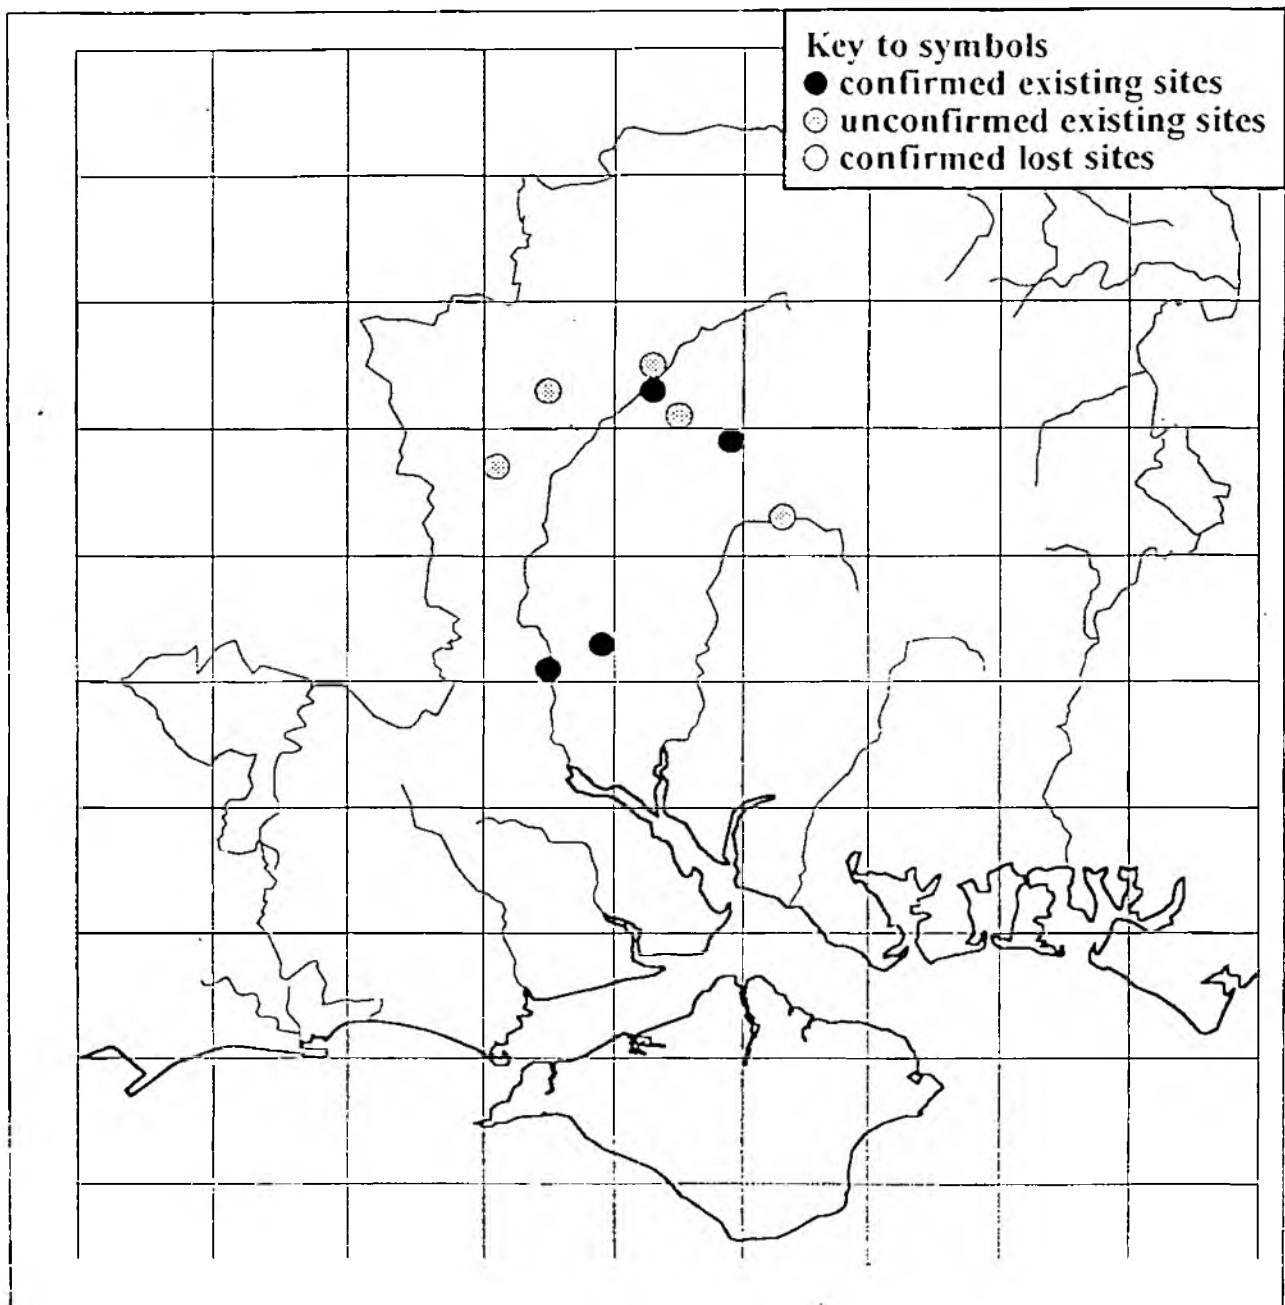 Key to symbols
confirmed existing sites
unconfirmed existing sites
confirmed lost sites